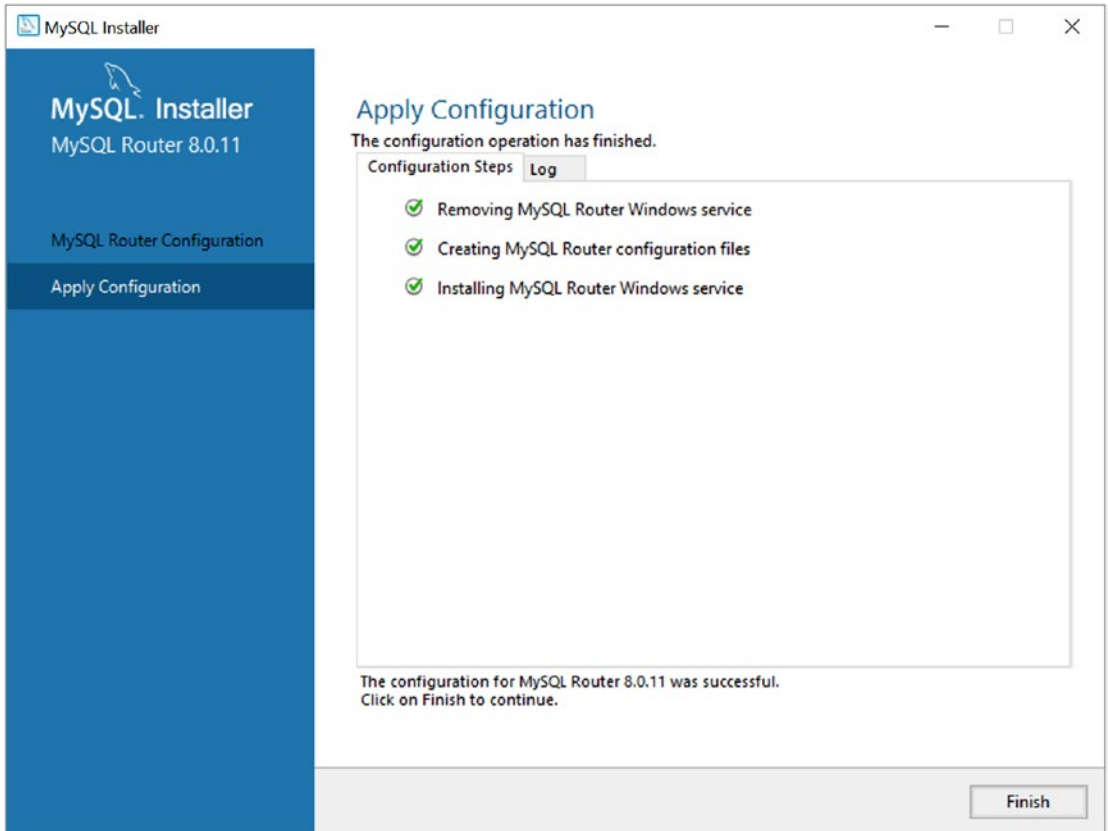 MySQL Installer
MySQL. Installer
MySQL Router 8.0.11
MySQL Router Configuration
Apply Configuration
Apply Configuration
The configuration operation has finished.
Configuration Steps Log
Removing MySQL Router Windows service
Creating MySQL Router configuration files
Installing MySQL Router Windows service
The configuration for MySQL Router 8.0.11 was successful.
Click on Finish to continue.
Finish